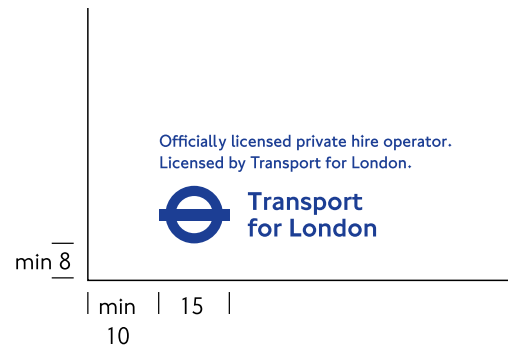 Officially licensed private hire operator.
Licensed by Transport for London.
Transport
for London
min 8
min 15
10